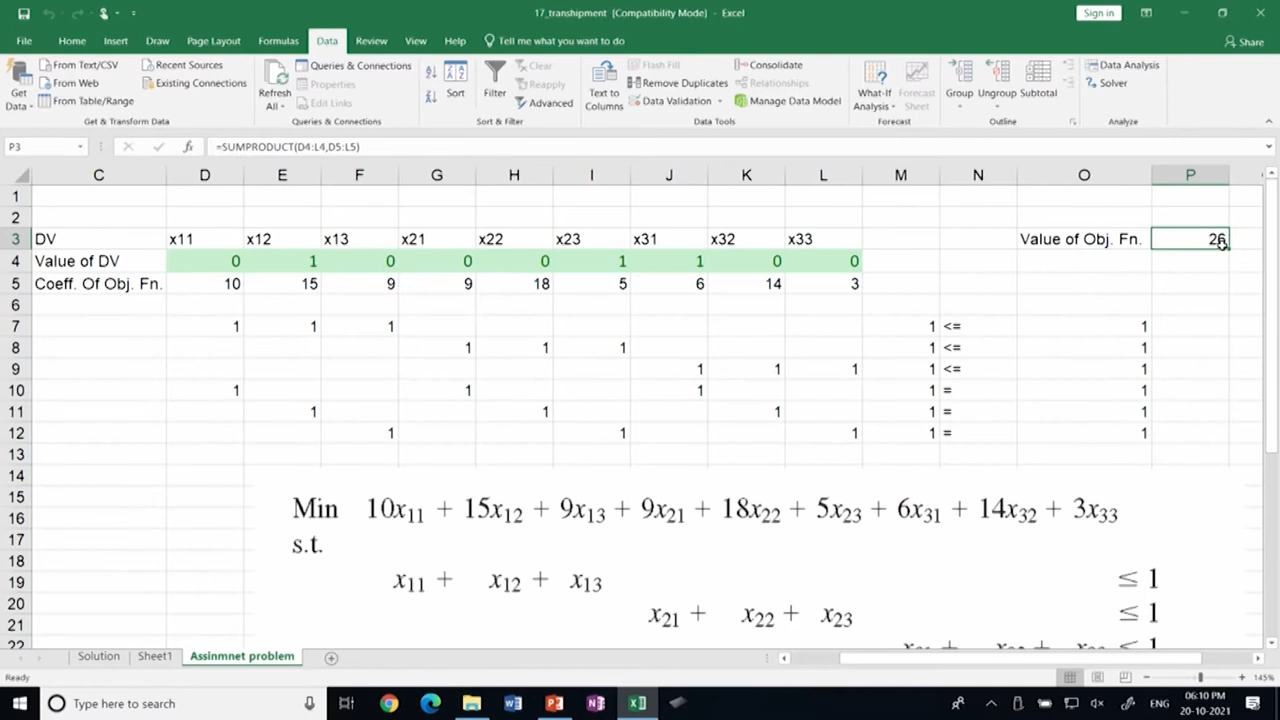 17_transhipment [Compatibility Mode] - Excel
Sign in
File Home Insert Draw Page Layout Formulas Data Review View Help Tell me what you want to do
Share
Get Data
From Text/CSV
From Web
From Table/Range
Recent Sources
Existing Connections
Get & Transform Data
Refresh All
Queries & Connections
Properties
Edit Links
Queries & Connections
Sort
Filter
Clear
Reapply
Advanced
Sort & Filter
Text to Columns
Flash Fill
Remove Duplicates
Data Validation
Consolidate
Relationships
Manage Data Model
Data Tools
What-If Analysis
Forecast Sheet
Forecast
Group
Ungroup
Subtotal
Outline
Data Analysis
Solver
Analyze
P3 fx =SUMPRODUCT(D4:L4,D5:L5)
C D E F G H I J K L M N O P
1
2
3 DV x11 x12 x13 x21 x22 x23 x31 x32 x33 Value of Obj. Fn. 26
4 Value of DV 0 1 0 0 0 1 1 0 0
5 Coeff. Of Obj. Fn. 10 15 9 9 18 5 6 14 3
6
7 1 1 1 1 <= 1
8 1 1 1 1 <= 1
9 1 1 1 1 <= 1
10 1 1 1 1 = 1
11 1 1 1 1 = 1
12 1 1 1 1 = 1
13
14
15
16
17
18
19
20
21
22
Min 10x₁₁ + 15x₁₂ + 9x₁₃ + 9x₂₁ + 18x₂₂ + 5x₂₃ + 6x₃₁ + 14x₃₂ + 3x₃₃
s.t.
x₁₁ + x₁₂ + x₁₃ ≤ 1
x₂₁ + x₂₂ + x₂₃ ≤ 1
≤ 1
Solution Sheet1 Assinmnet problem
Ready
145%
Type here to search
ENG
06:10 PM
20-10-2021